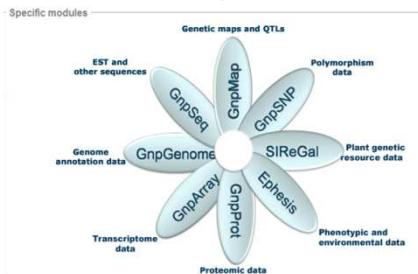 Specific modules
Genetic maps and QTLs
EST and
other sequences
Polymorphism
data
GnpMap
GnpSeq
GnpSNP
Genome
annotation data
GnpGenome
SIReGal
Plant genetic
resource data
GnpArray
GnpProt
Ephesis
Transcriptome
data
Phenotypic and
environmental data
Proteomic data